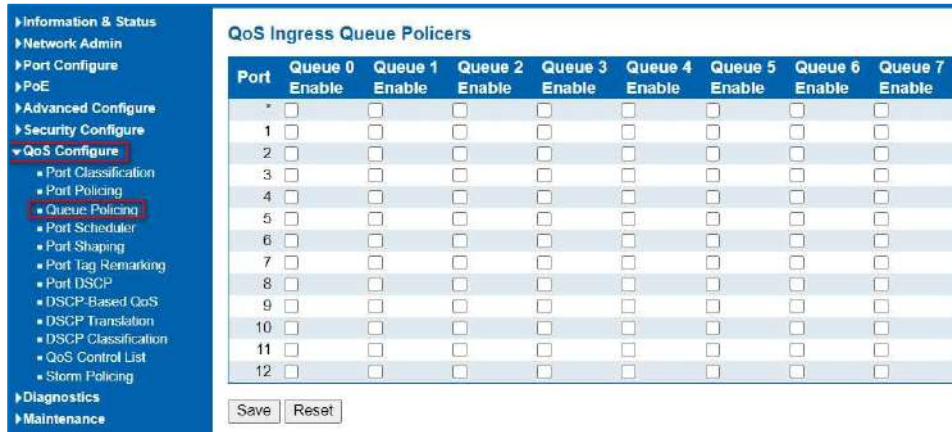 Information & Status
Network Admin
Port Configure
PoE
Advanced Configure
Security Configure
QoS Configure
Port Classification
Port Policing
Queue Policing
Port Scheduler
Port Shaping
Port Tag Remarking
Port DSCP
DSCP-Based QoS
DSCP Translation
DSCP Classification
QoS Control List
Storm Policing
Diagnostics
Maintenance
QoS Ingress Queue Policers
Port Queue 0 Enable Queue 1 Enable Queue 2 Enable Queue 3 Enable Queue 4 Enable Queue 5 Enable Queue 6 Enable Queue 7 Enable
*
1
2
3
4
5
6
7
8
9
10
11
12
Save Reset